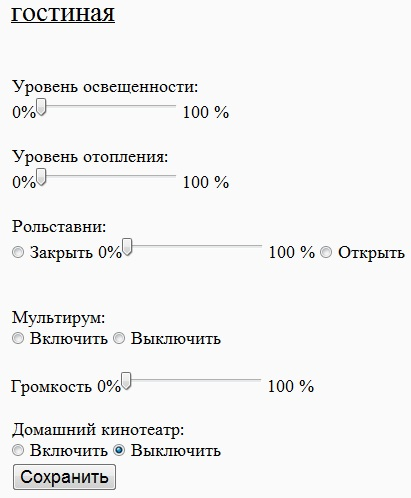 гостиная
Уровень освещенности:
0% 100 %
Уровень отопления:
0% 100 %
Рольставни:
Закрыть 0% 100 % Открыть
Мультирум:
Включить Выключить
Громкость 0% 100 %
Домашний кинотеатр:
Включить Выключить
Сохранить